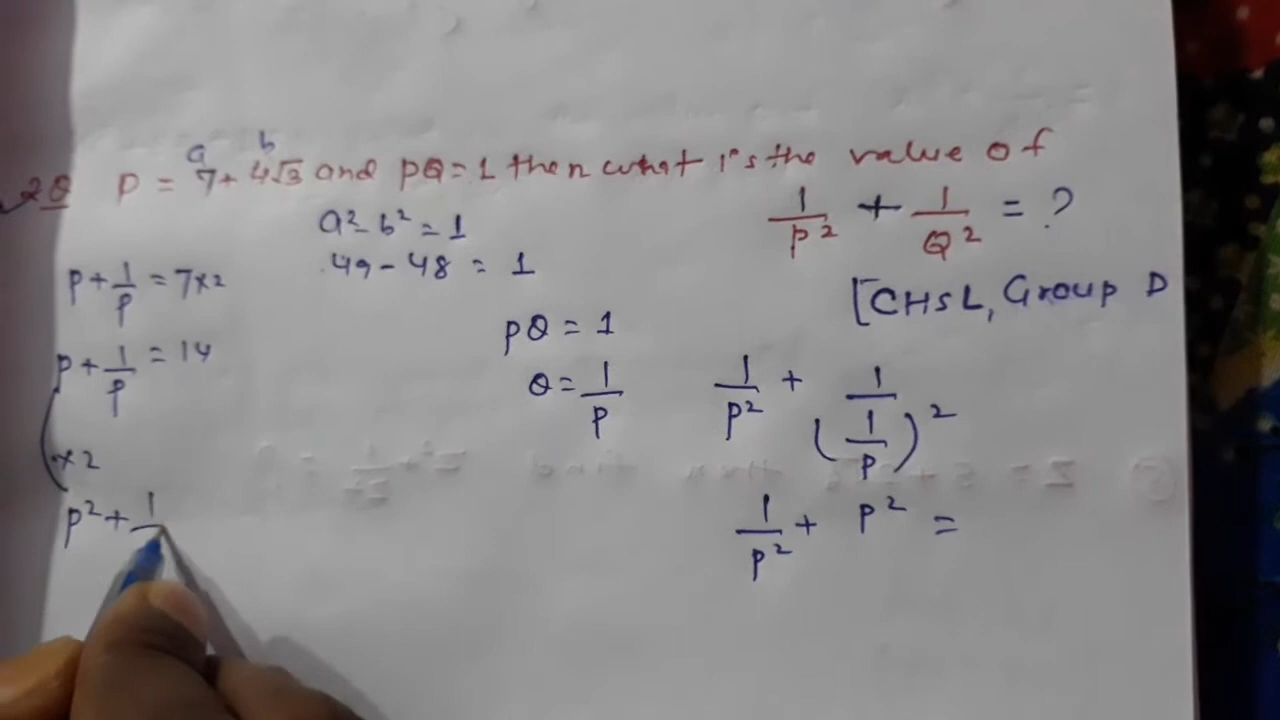 a b
2Q P = 7+4√3 and PQ=1 then what is the value of
1/P² + 1/Q² = ?
[CHSL, Group D
a²-b² = 1
49-48 = 1
P+1/P = 7×2
P+1/P = 14
×2
P²+1
PQ = 1
Q = 1/P
1/P² + 1/(1/P)²
1/P² + P² =